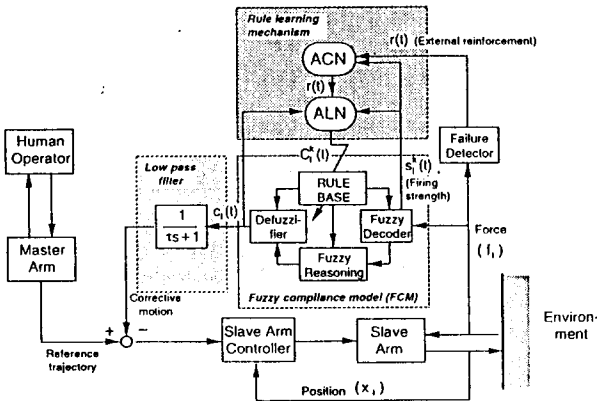 Rule learning
mechanism
r(t) (External reinforcement)
ACN
r(t)
ALN
Human
Operator
Failure
Detector
Low pass
filter
C_i^k(t)
s_i^k(t)
(Firing
strength)
c_i(t)
RULE
BASE
1
τs + 1
Defuzzi-
fier
Fuzzy
Decoder
Master
Arm
Fuzzy
Reasoning
Force
(f_i)
Corrective
motion
Fuzzy compliance model (FCM)
Environ-
ment
+
−
Slave Arm
Controller
Slave
Arm
Reference
trajectory
Position (x_i)